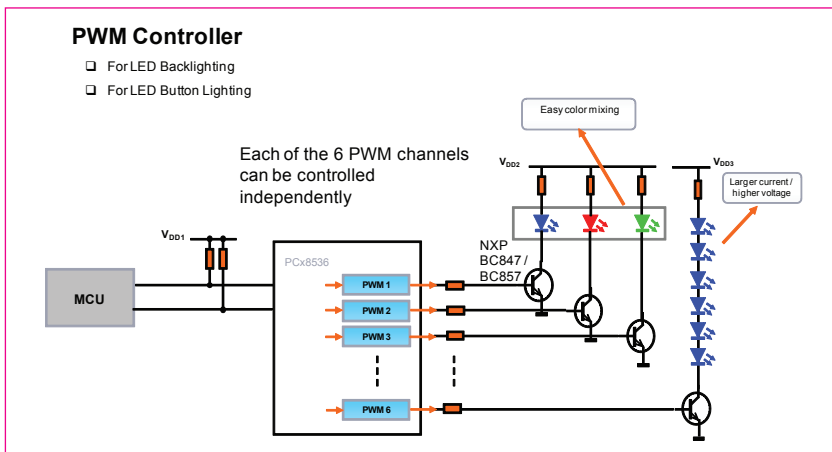 PWM Controller
❑ For LED Backlighting
❑ For LED Button Lighting
Easy color mixing
Each of the 6 PWM channels
can be controlled
independently
VDD2
VDD3
Larger current /
higher voltage
VDD1
NXP
BC847 /
BC857
PCx8536
MCU
PWM 1
PWM 2
PWM 3
PWM 6